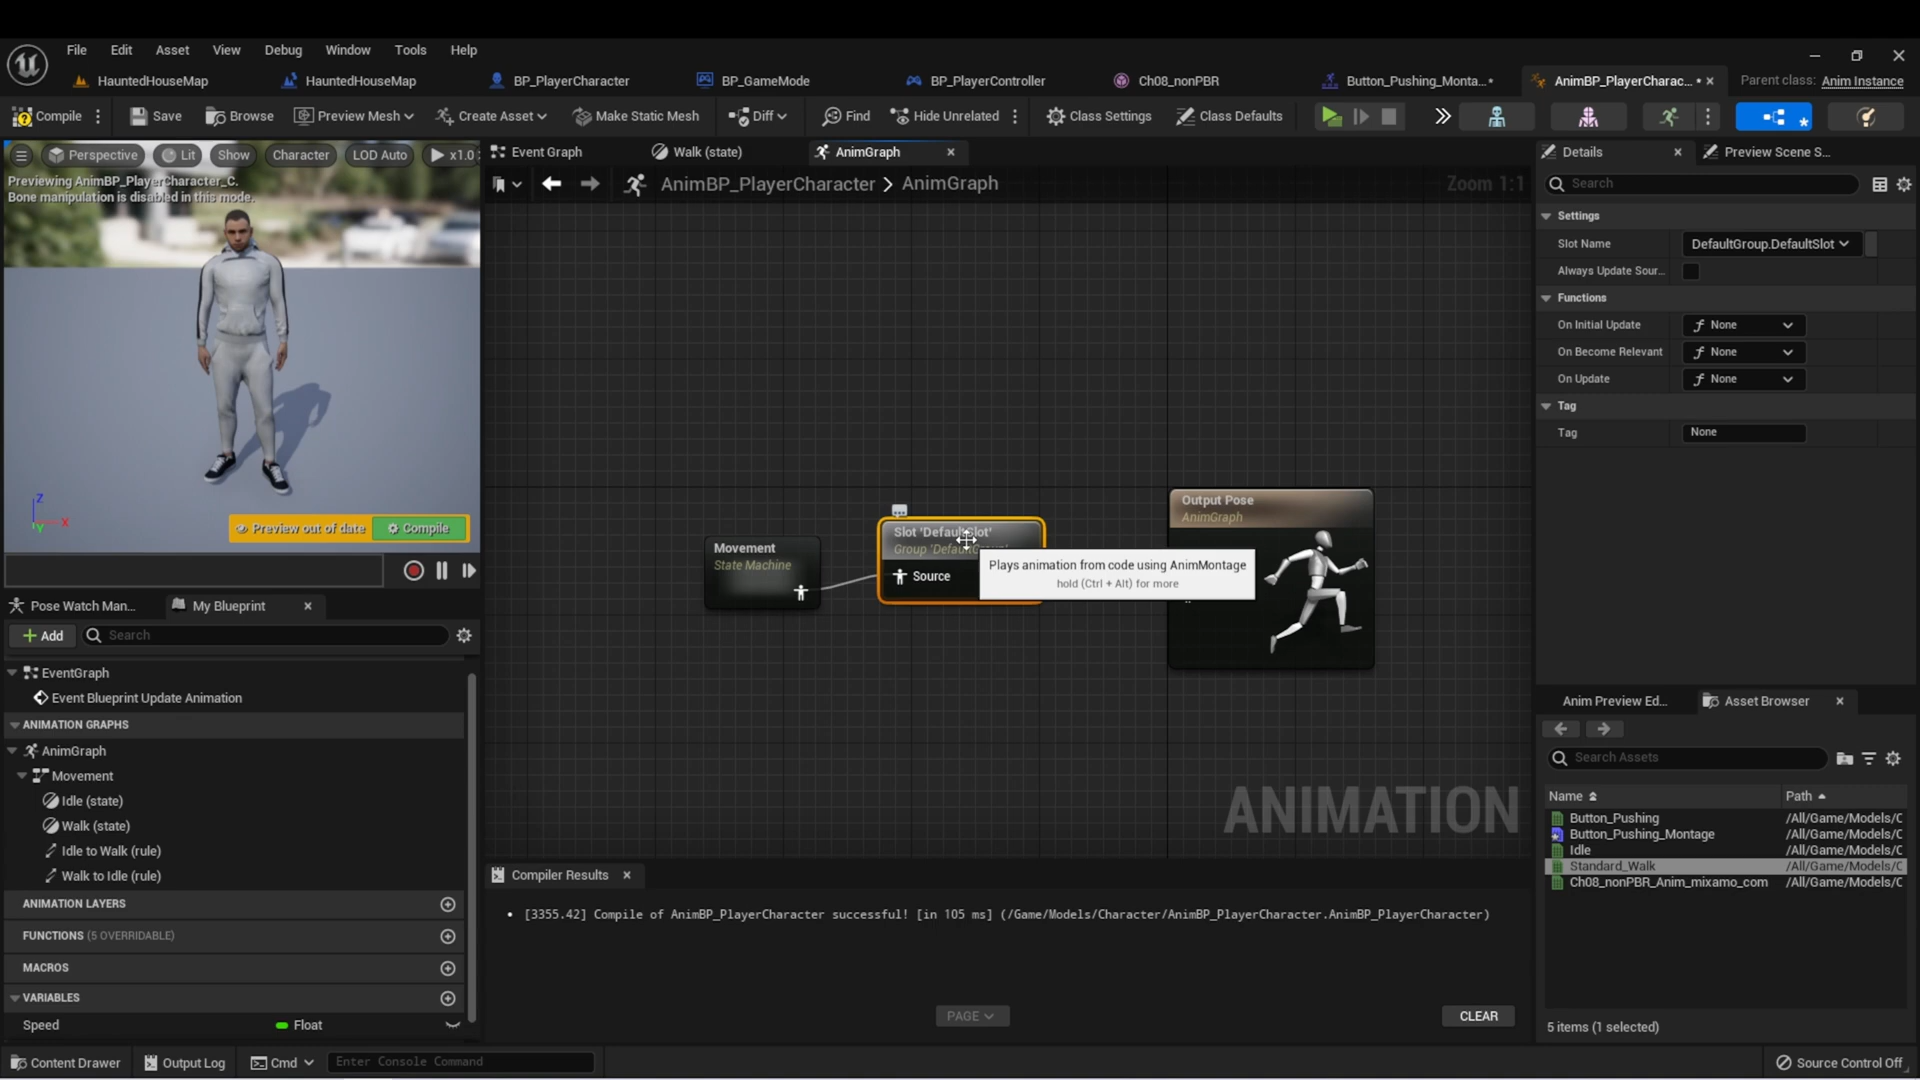 File Edit Asset View Debug Window Tools Help
HauntedHouseMap HauntedHouseMap BP_PlayerCharacter BP_GameMode BP_PlayerController Ch08_nonPBR Button_Pushing_Monta...* AnimBP_PlayerCharac... • Parent class: Anim Instance
Compile Save Browse Preview Mesh Create Asset Make Static Mesh Diff Find Hide Unrelated Class Settings Class Defaults
Perspective Lit Show Character LOD Auto x1.0
Previewing AnimBP_PlayerCharacter_C.
Bone manipulation is disabled in this mode.
Z
X
Y
Preview out of date Compile
Pose Watch Man... My Blueprint
Add Search
EventGraph
Event Blueprint Update Animation
ANIMATION GRAPHS
AnimGraph
Movement
Idle (state)
Walk (state)
Idle to Walk (rule)
Walk to Idle (rule)
ANIMATION LAYERS
FUNCTIONS (5 OVERRIDABLE)
MACROS
VARIABLES
Speed Float
Event Graph Walk (state) AnimGraph
AnimBP_PlayerCharacter > AnimGraph Zoom 1:1
Movement
State Machine
Slot 'DefaultSlot'
Source
Plays animation from code using AnimMontage
hold (Ctrl + Alt) for more
Output Pose
AnimGraph
ANIMATION
Compiler Results
• [3355.42] Compile of AnimBP_PlayerCharacter successful! [in 105 ms] (/Game/Models/Character/AnimBP_PlayerCharacter.AnimBP_PlayerCharacter)
PAGE CLEAR
Details Preview Scene S...
Search
Settings
Slot Name DefaultGroup.DefaultSlot
Always Update Sour...
Functions
On Initial Update None
On Become Relevant None
On Update None
Tag
Tag None
Anim Preview Ed... Asset Browser
Search Assets
Name Path
Button_Pushing /All/Game/Models/C
Button_Pushing_Montage /All/Game/Models/C
Idle /All/Game/Models/C
Standard_Walk /All/Game/Models/C
Ch08_nonPBR_Anim_mixamo_com /All/Game/Models/C
5 items (1 selected)
Content Drawer Output Log Cmd Enter Console Command Source Control Off